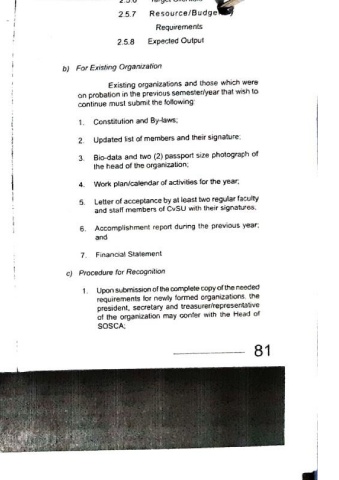 2.5.7 Resource/Budgetary
Requirements
2.5.8 Expected Output
b) For Existing Organization
Existing organizations and those which were
on probation in the previous semester/year that wish to
continue must submit the following:
1. Constitution and By-laws;
2. Updated list of members and their signature;
3. Bio-data and two (2) passport size photograph of
the head of the organization;
4. Work plan/calendar of activities for the year;
5. Letter of acceptance by at least two regular faculty
and staff members of CvSU with their signatures.
6. Accomplishment report during the previous year;
and
7. Financial Statement
c) Procedure for Recognition
1. Upon submission of the complete copy of the needed
requirements for newly formed organizations, the
president, secretary and treasurer/representative
of the organization may confer with the Head of
SOSCA;
81